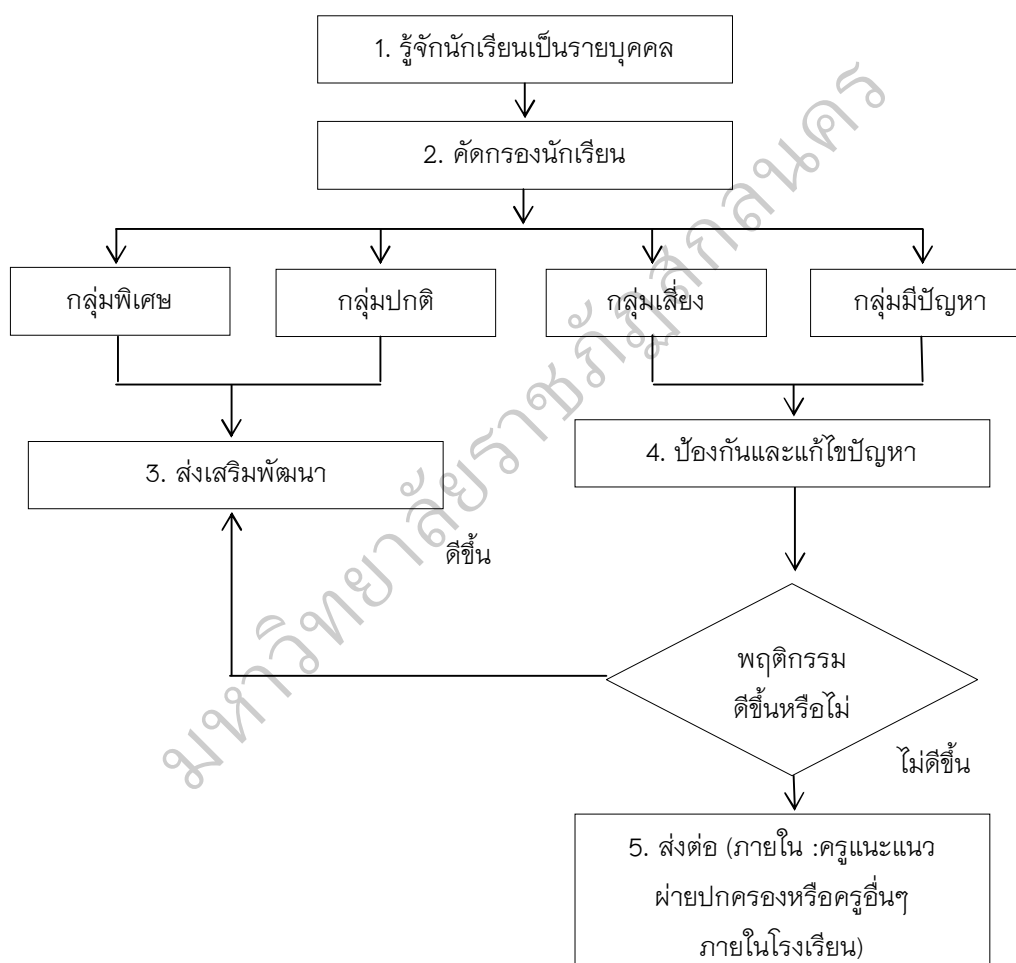 1. รู้จักนักเรียนเป็นรายบุคคล
2. คัดกรองนักเรียน
กลุ่มพิเศษ
กลุ่มปกติ
กลุ่มเสี่ยง
กลุ่มมีปัญหา
3. ส่งเสริมพัฒนา
4. ป้องกันและแก้ไขปัญหา
ดีขึ้น
พฤติกรรม
ดีขึ้นหรือไม่
ไม่ดีขึ้น
5. ส่งต่อ (ภายใน :ครูแนะแนว
ฝ่ายปกครองหรือครูอื่นๆ
ภายในโรงเรียน)
มหาวิทยาลัยราชภัฏสกลนคร